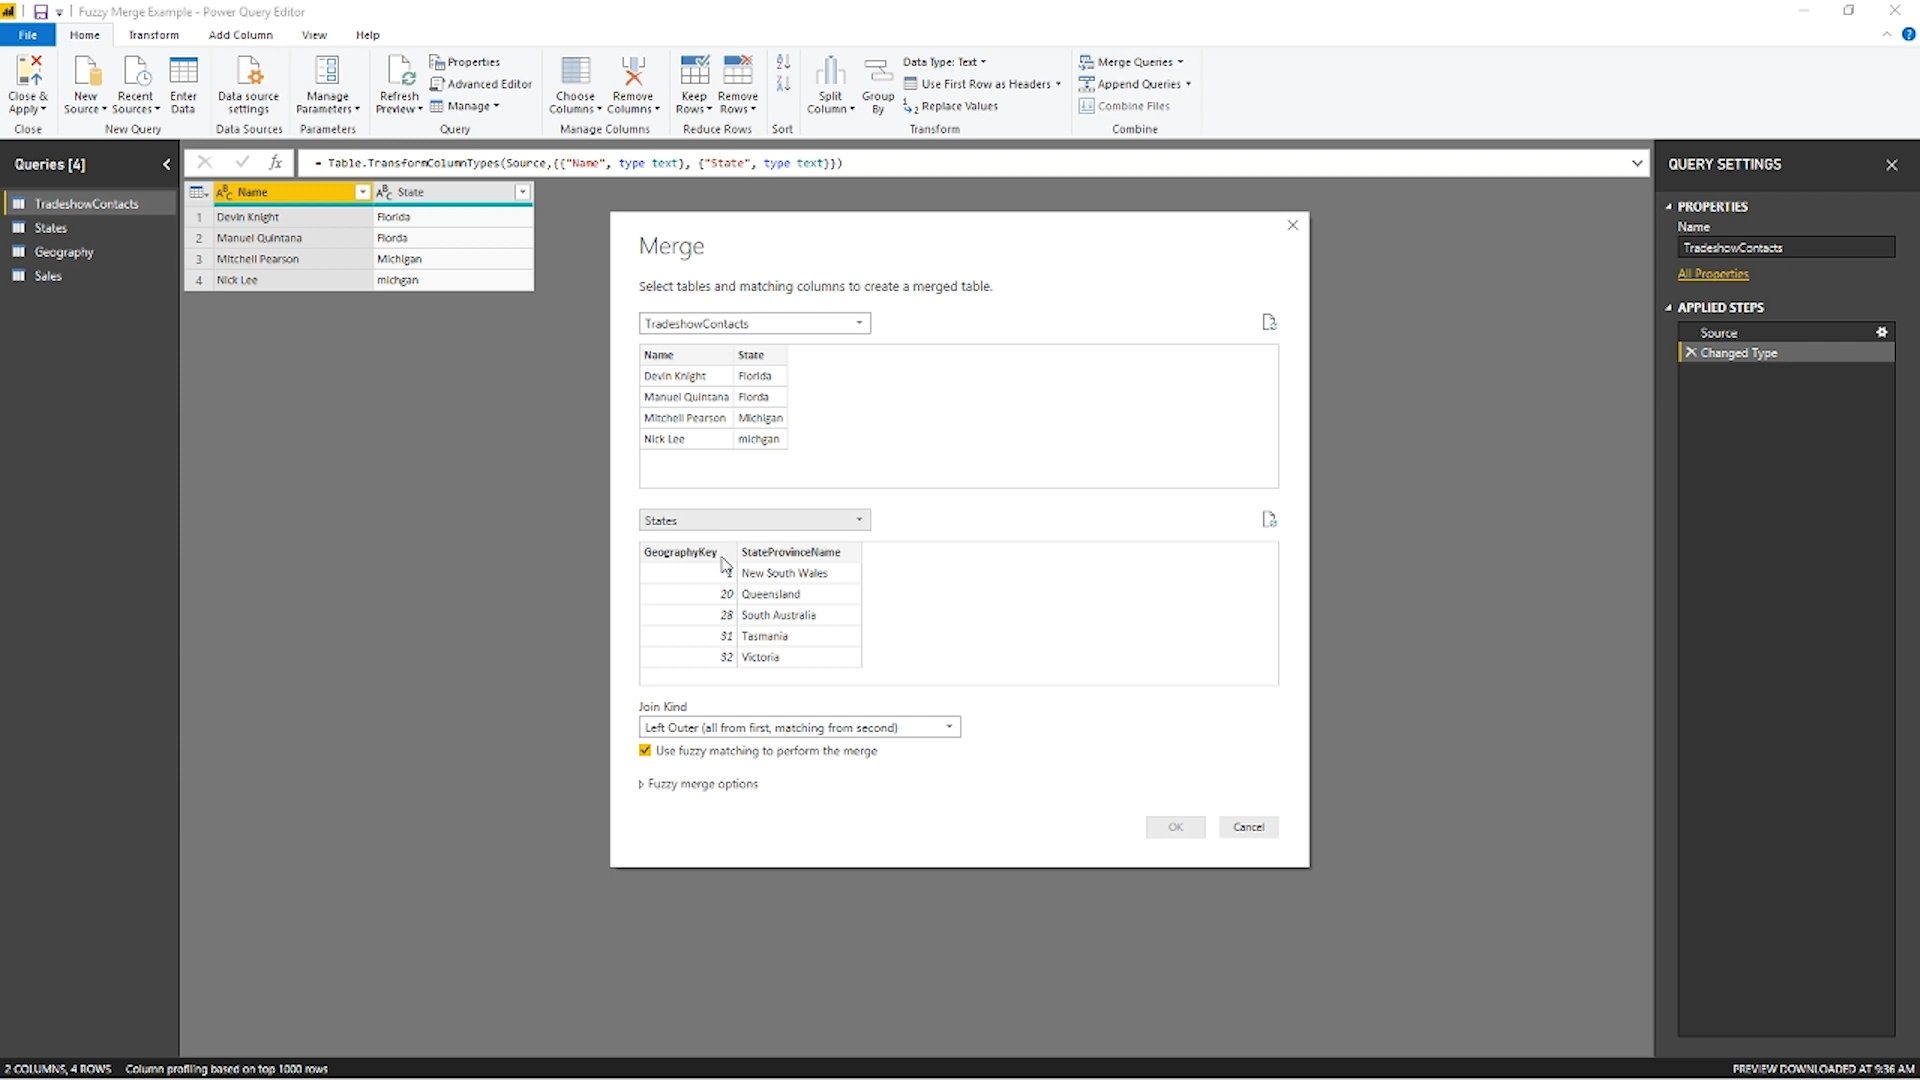 Fuzzy Merge Example - Power Query Editor
File Home Transform Add Column View Help
Close & Apply
New Source
Recent Sources
Enter Data
Data source settings
Manage Parameters
Refresh Preview
Properties
Advanced Editor
Manage
Choose Columns
Remove Columns
Keep Rows
Remove Rows
Split Column
Group By
Data Type: Text
Use First Row as Headers
Replace Values
Merge Queries
Append Queries
Combine Files
Close New Query Data Sources Parameters Query Manage Columns Reduce Rows Sort Transform Combine
Queries [4]
TradeshowContacts
States
Geography
Sales
fx = Table.TransformColumnTypes(Source,{{"Name", type text}, {"State", type text}})
Name State
1 Devin Knight Florida
2 Manuel Quintana Florda
3 Mitchell Pearson Michigan
4 Nick Lee michgan
Merge
Select tables and matching columns to create a merged table.
TradeshowContacts
Name State
Devin Knight Florida
Manuel Quintana Florda
Mitchell Pearson Michigan
Nick Lee michgan
States
GeographyKey StateProvinceName
1 New South Wales
20 Queensland
28 South Australia
31 Tasmania
32 Victoria
Join Kind
Left Outer (all from first, matching from second)
Use fuzzy matching to perform the merge
Fuzzy merge options
OK Cancel
QUERY SETTINGS
PROPERTIES
Name
TradeshowContacts
All Properties
APPLIED STEPS
Source
Changed Type
2 COLUMNS, 4 ROWS Column profiling based on top 1000 rows
PREVIEW DOWNLOADED AT 9:36 AM